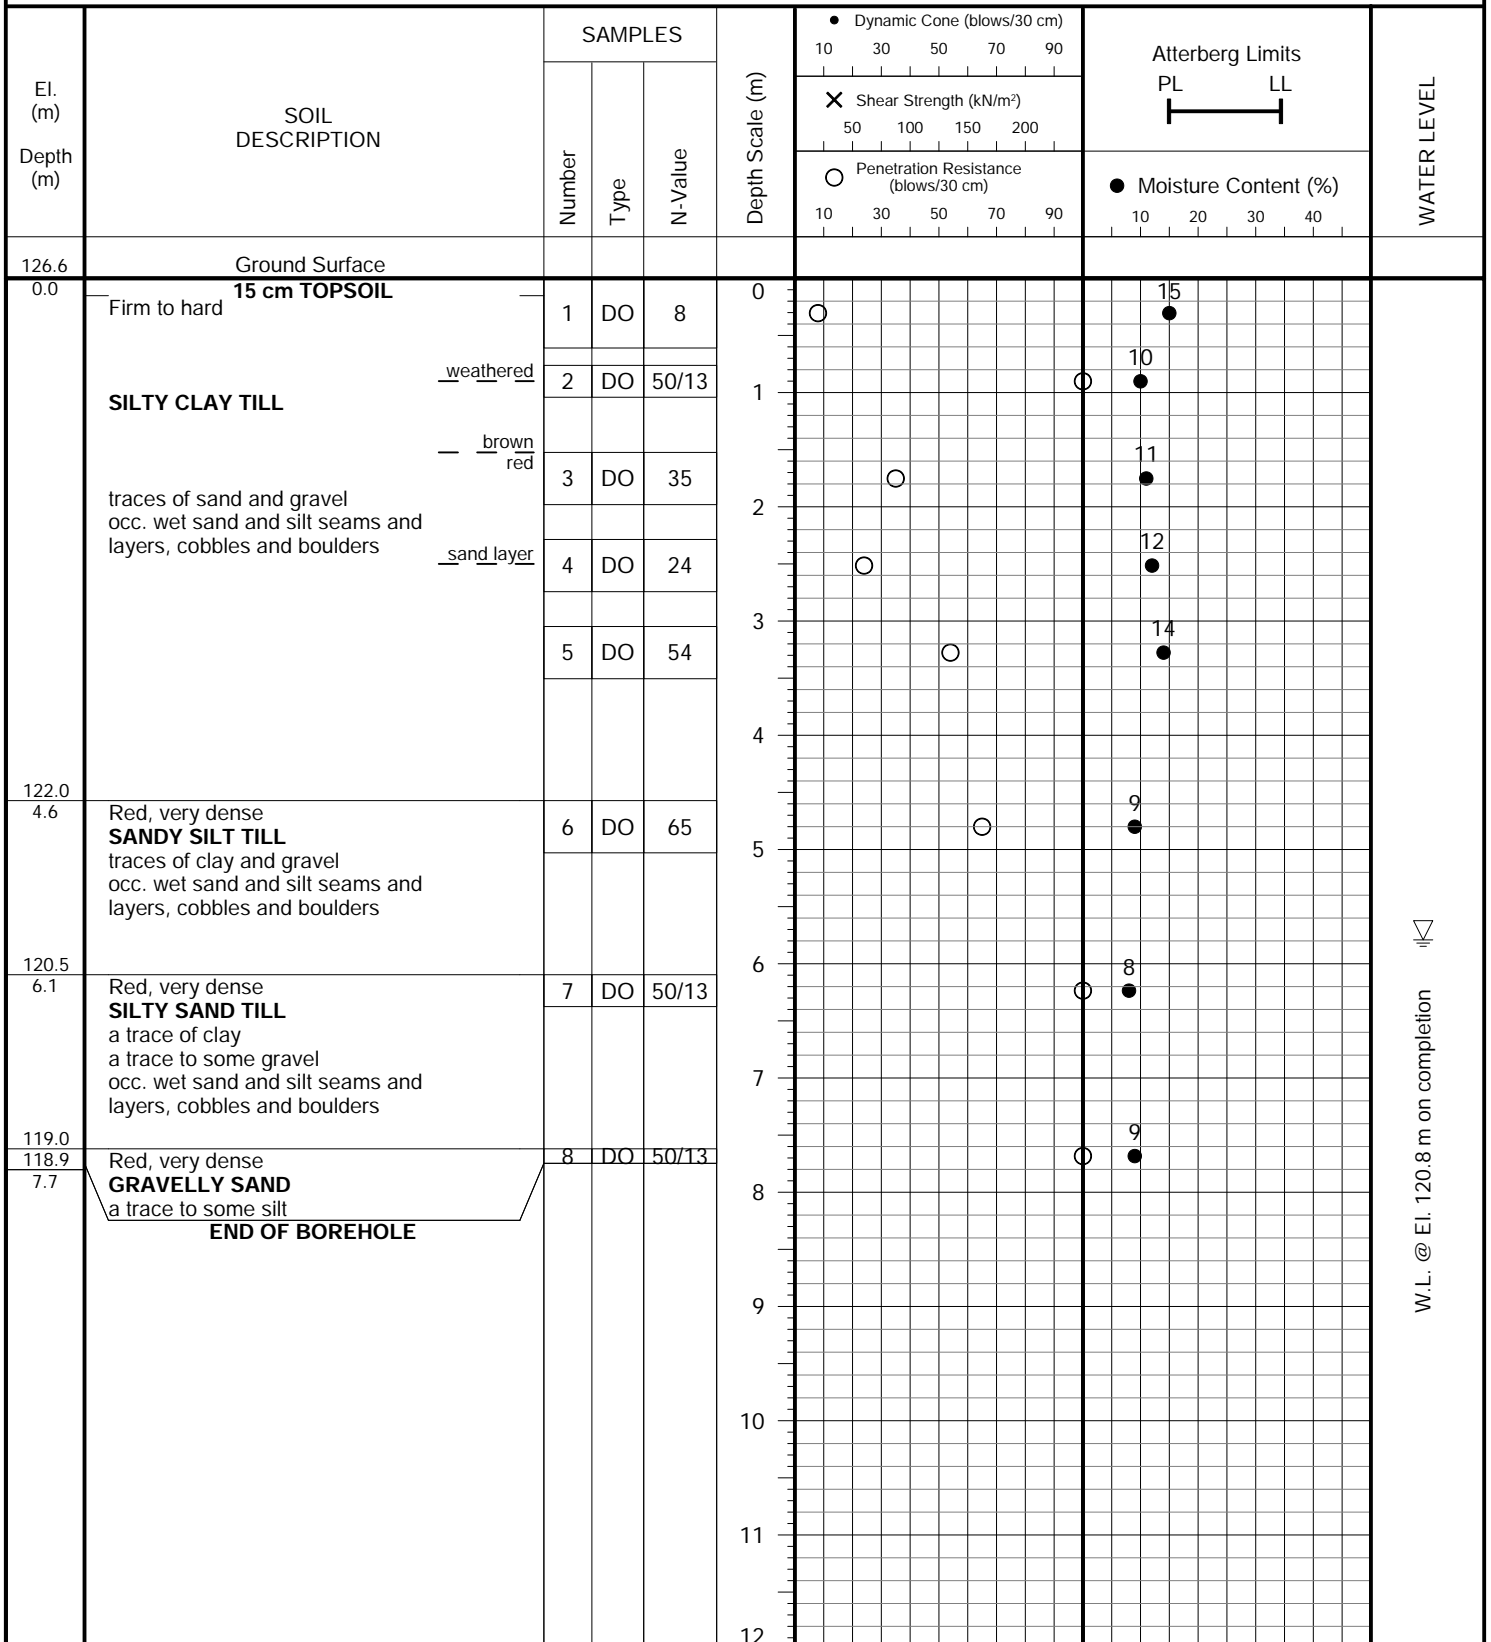 El.
(m)
Depth
(m)
SOIL
DESCRIPTION
SAMPLES
Number
Type
N-Value
Depth Scale (m)
● Dynamic Cone (blows/30 cm)
10 30 50 70 90
✕ Shear Strength (kN/m²)
50 100 150 200
○ Penetration Resistance
(blows/30 cm)
10 30 50 70 90
Atterberg Limits
PL LL
● Moisture Content (%)
10 20 30 40
WATER LEVEL
126.6 Ground Surface
0.0 15 cm TOPSOIL 0 15
Firm to hard 1 DO 8
10
weathered 2 DO 50/13
1
SILTY CLAY TILL
brown 11
red
3 DO 35
traces of sand and gravel 2
occ. wet sand and silt seams and
layers, cobbles and boulders 12
sand layer 4 DO 24
3 14
5 DO 54
4
122.0 9
4.6 Red, very dense
SANDY SILT TILL 6 DO 65
traces of clay and gravel 5
occ. wet sand and silt seams and
layers, cobbles and boulders
120.5 6 8
6.1 Red, very dense 7 DO 50/13
SILTY SAND TILL
a trace of clay
a trace to some gravel
occ. wet sand and silt seams and 7
layers, cobbles and boulders
119.0 9
118.9 Red, very dense 8 DO 50/13
7.7 GRAVELLY SAND
a trace to some silt 8
END OF BOREHOLE
W.L. @ El. 120.8 m on completion
9
10
11
12